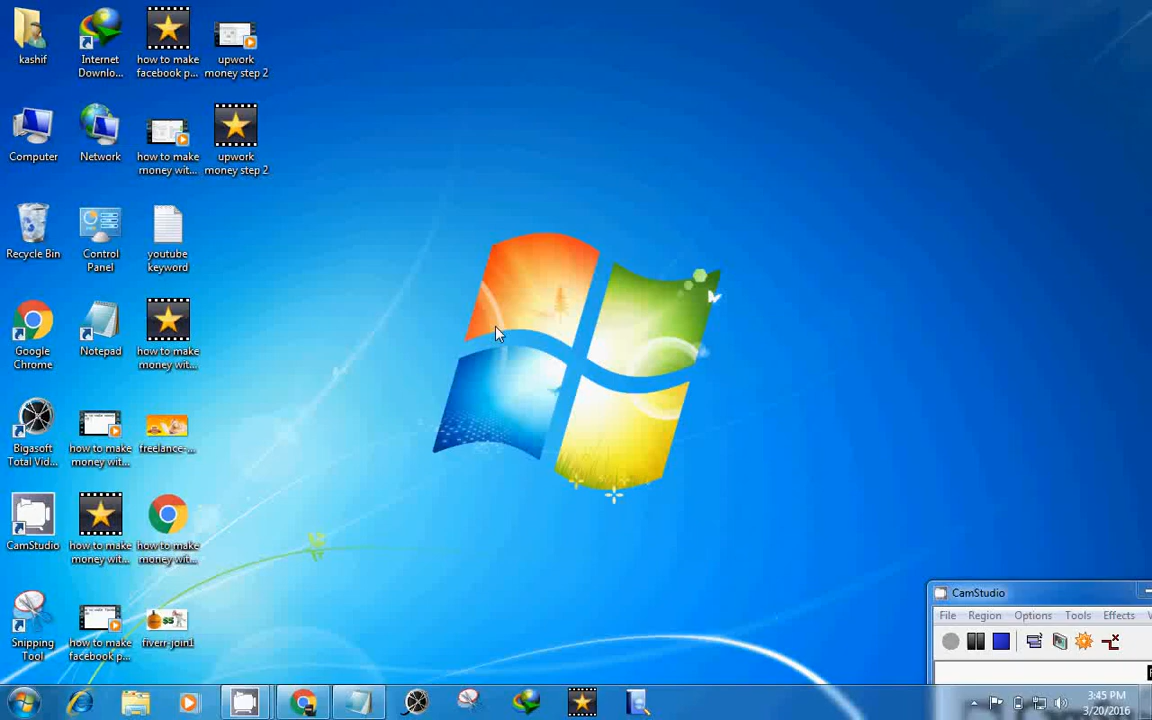 kashif
Internet
Downlo...
how to make
facebook p...
upwork
money step 2
Computer
Network
how to make
money wit...
upwork
money step 2
Recycle Bin
Control
Panel
youtube
keyword
Google
Chrome
Notepad
how to make
money wit...
Bigasoft
Total Vid...
how to make
money wit...
freelance-...
CamStudio
how to make
money wit...
how to make
money wit...
Snipping
Tool
how to make
facebook p...
$5
fiverr-join1
CamStudio
File Region Options Tools Effects
3:45 PM
3/20/2016